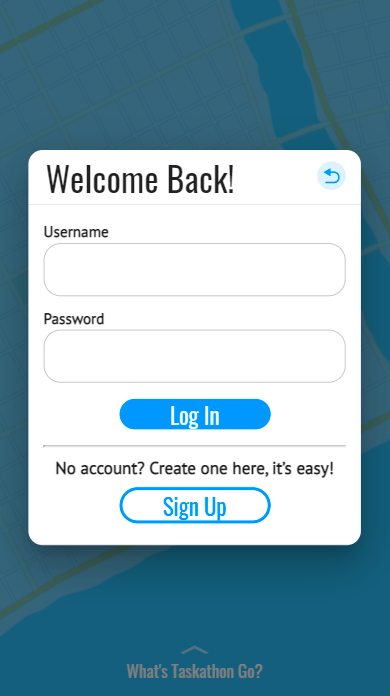 Welcome Back!
Username
Password
Log In
No account? Create one here, it's easy!
Sign Up
What's Taskathon Go?